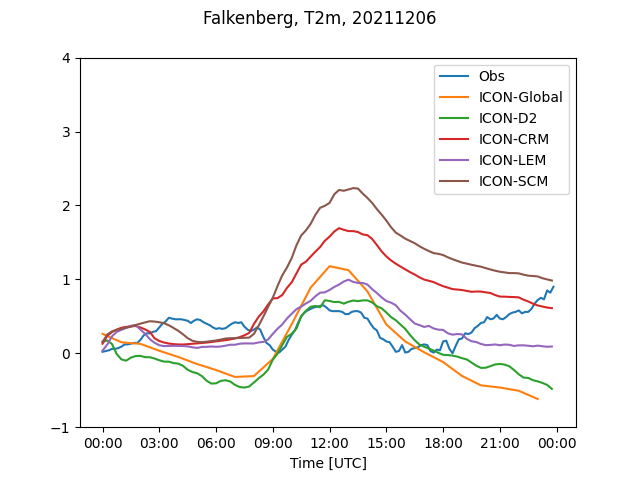 Falkenberg, T2m, 20211206
4
3
2
1
0
−1
Obs
ICON-Global
ICON-D2
ICON-CRM
ICON-LEM
ICON-SCM
00:00 03:00 06:00 09:00 12:00 15:00 18:00 21:00 00:00
Time [UTC]